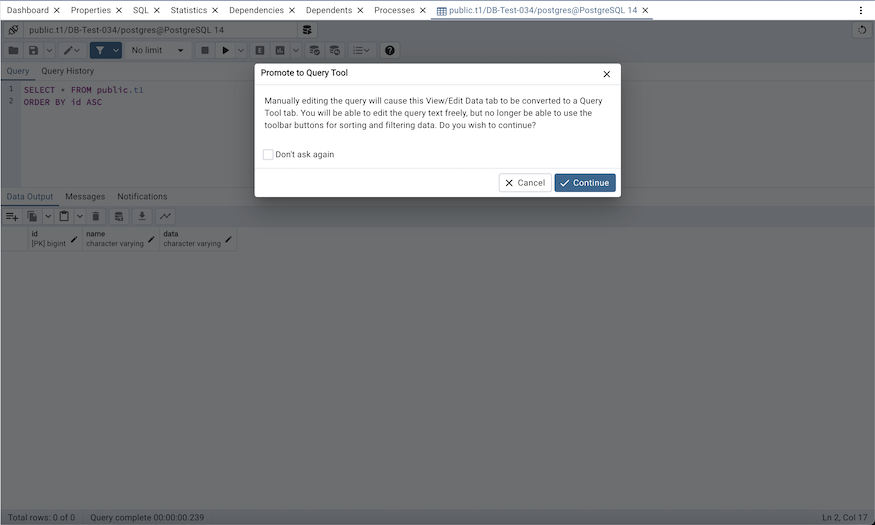 Dashboard Properties SQL Statistics Dependencies Dependents Processes public.t1/DB-Test-034/postgres@PostgreSQL 14
public.t1/DB-Test-034/postgres@PostgreSQL 14
No limit
Query Query History
1 SELECT * FROM public.t1
2 ORDER BY id ASC
Promote to Query Tool
Manually editing the query will cause this View/Edit Data tab to be converted to a Query
Tool tab. You will be able to edit the query text freely, but no longer be able to use the
toolbar buttons for sorting and filtering data. Do you wish to continue?
Don't ask again
Cancel Continue
Data Output Messages Notifications
id name data
[PK] bigint character varying character varying
Total rows: 0 of 0 Query complete 00:00:00.239 Ln 2, Col 17